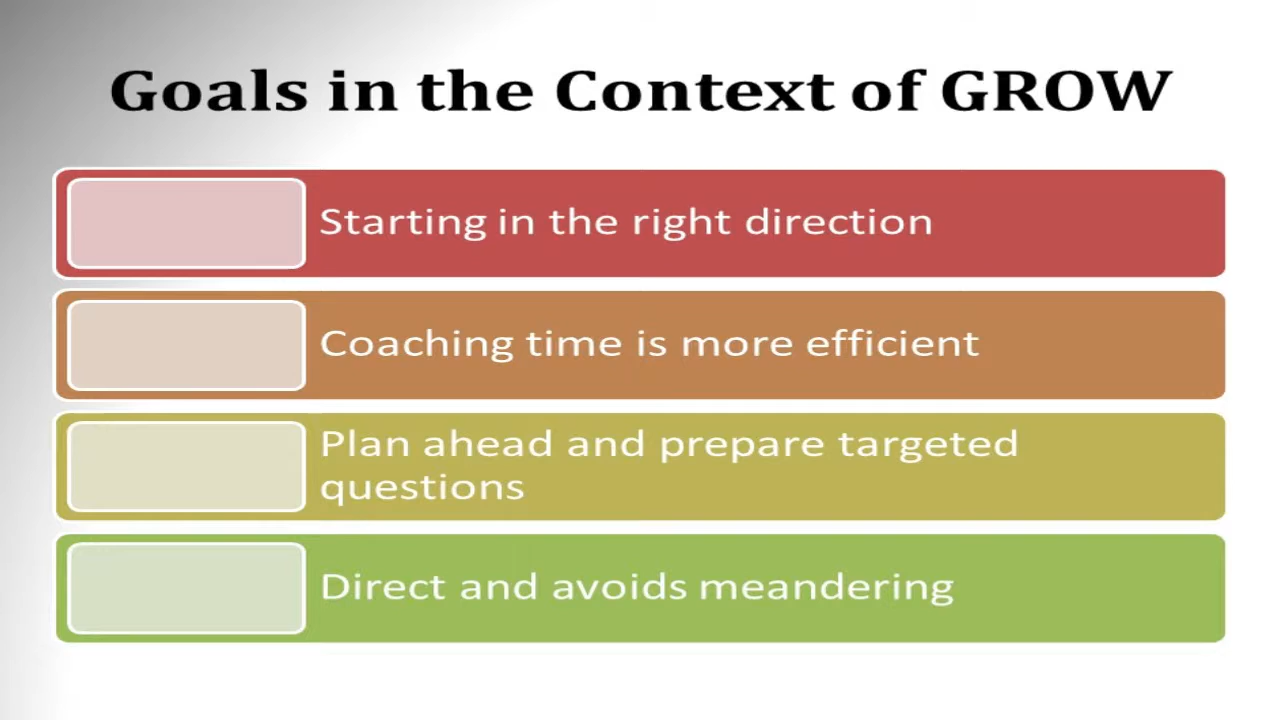 Goals in the Context of GROW
Starting in the right direction
Coaching time is more efficient
Plan ahead and prepare targeted
questions
Direct and avoids meandering